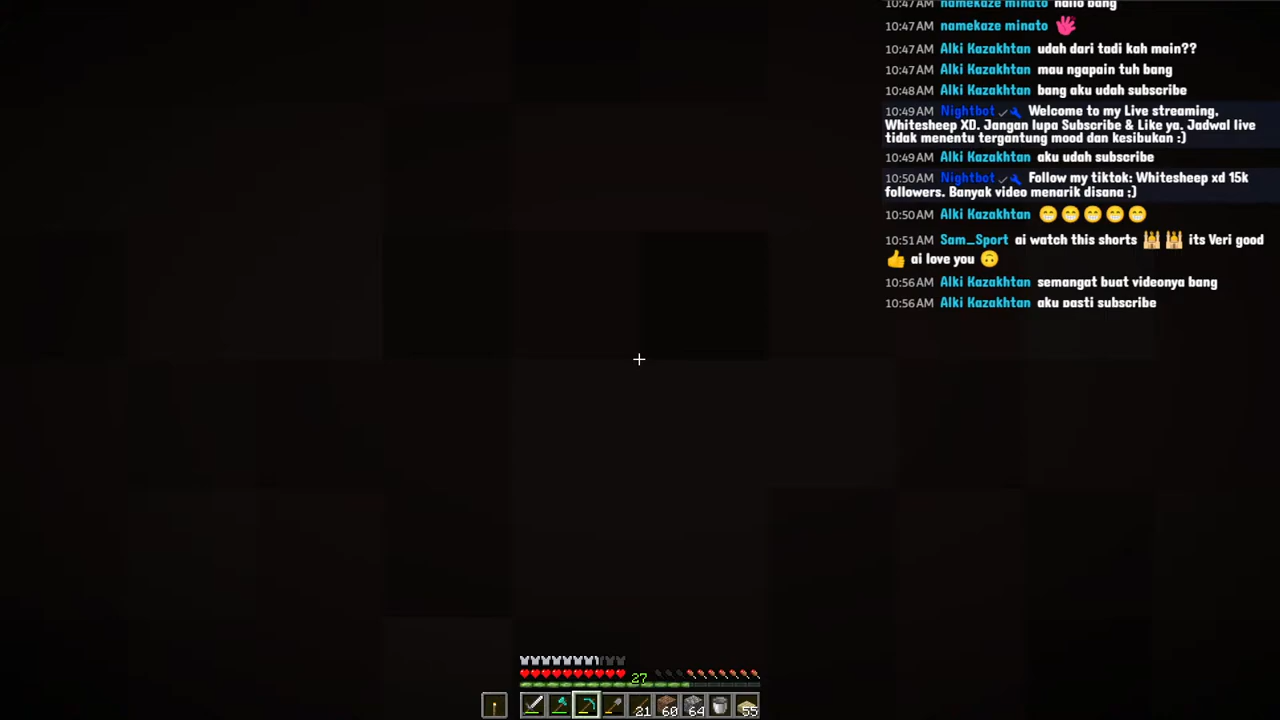 10:47AM namekaze minato hallo bang
10:47AM namekaze minato
10:47AM Alki Kazakhtan udah dari tadi kah main??
10:47AM Alki Kazakhtan mau ngapain tuh bang
10:48AM Alki Kazakhtan bang aku udah subscribe
10:49AM Nightbot Welcome to my Live streaming,
Whitesheep XD. Jangan lupa Subscribe & Like ya. Jadwal live
tidak menentu tergantung mood dan kesibukan :)
10:49AM Alki Kazakhtan aku udah subscribe
10:50AM Nightbot Follow my tiktok: Whitesheep xd 15k
followers. Banyak video menarik disana ;)
10:50AM Alki Kazakhtan
10:51AM Sam_Sport ai watch this shorts its Veri good
ai love you
10:56AM Alki Kazakhtan semangat buat videonya bang
10:56AM Alki Kazakhtan aku pasti subscribe
27
21 60 64 55